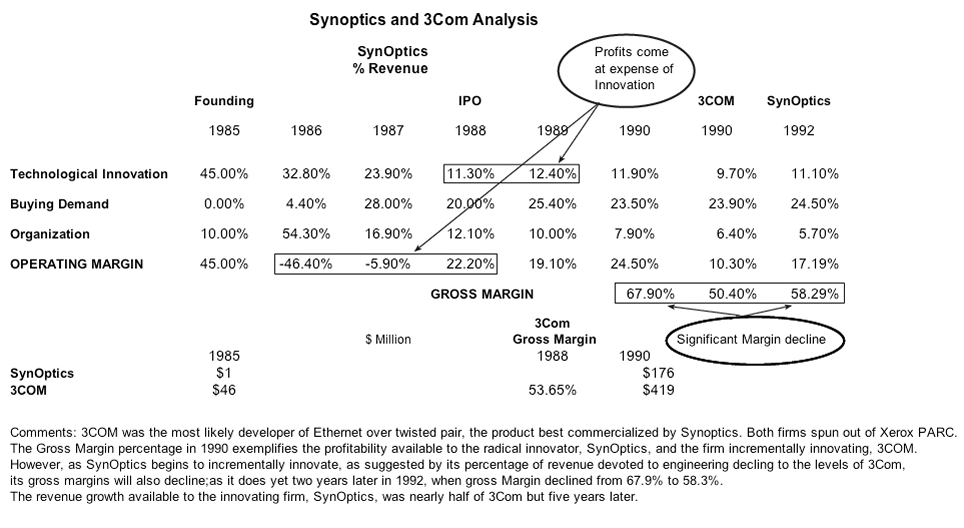 Synoptics and 3Com Analysis
SynOptics
% Revenue
Profits come
at expense of
Innovation
Founding IPO 3COM SynOptics
1985 1986 1987 1988 1989 1990 1990 1992
Technological Innovation 45.00% 32.80% 23.90% 11.30% 12.40% 11.90% 9.70% 11.10%
Buying Demand 0.00% 4.40% 28.00% 20.00% 25.40% 23.50% 23.90% 24.50%
Organization 10.00% 54.30% 16.90% 12.10% 10.00% 7.90% 6.40% 5.70%
OPERATING MARGIN 45.00% -46.40% -5.90% 22.20% 19.10% 24.50% 10.30% 17.19%
GROSS MARGIN 67.90% 50.40% 58.29%
3Com
$ Million Gross Margin Significant Margin decline
1985 1988 1990
SynOptics $1 $176
3COM $46 53.65% $419
Comments: 3COM was the most likely developer of Ethernet over twisted pair, the product best commercialized by Synoptics. Both firms spun out of Xerox PARC.
The Gross Margin percentage in 1990 exemplifies the profitability available to the radical innovator, SynOptics, and the firm incrementally innovating, 3COM.
However, as SynOptics begins to incrementally innovate, as suggested by its percentage of revenue devoted to engineering decling to the levels of 3Com,
its gross margins will also decline;as it does yet two years later in 1992, when gross Margin declined from 67.9% to 58.3%.
The revenue growth available to the innovating firm, SynOptics, was nearly half of 3Com but five years later.